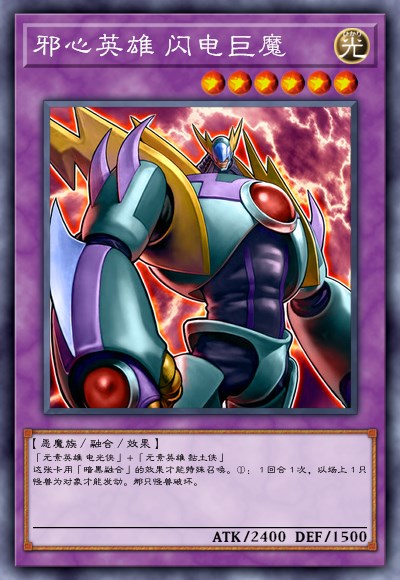 邪心英雄 闪电巨魔
光
【恶魔族/融合/效果】
「元素英雄 电光侠」+「元素英雄 黏土侠」
这张卡用「暗黑融合」的效果才能特殊召唤。①：1回合1次，以场上1只
怪兽为对象才能发动。那只怪兽破坏。
ATK/2400 DEF/1500